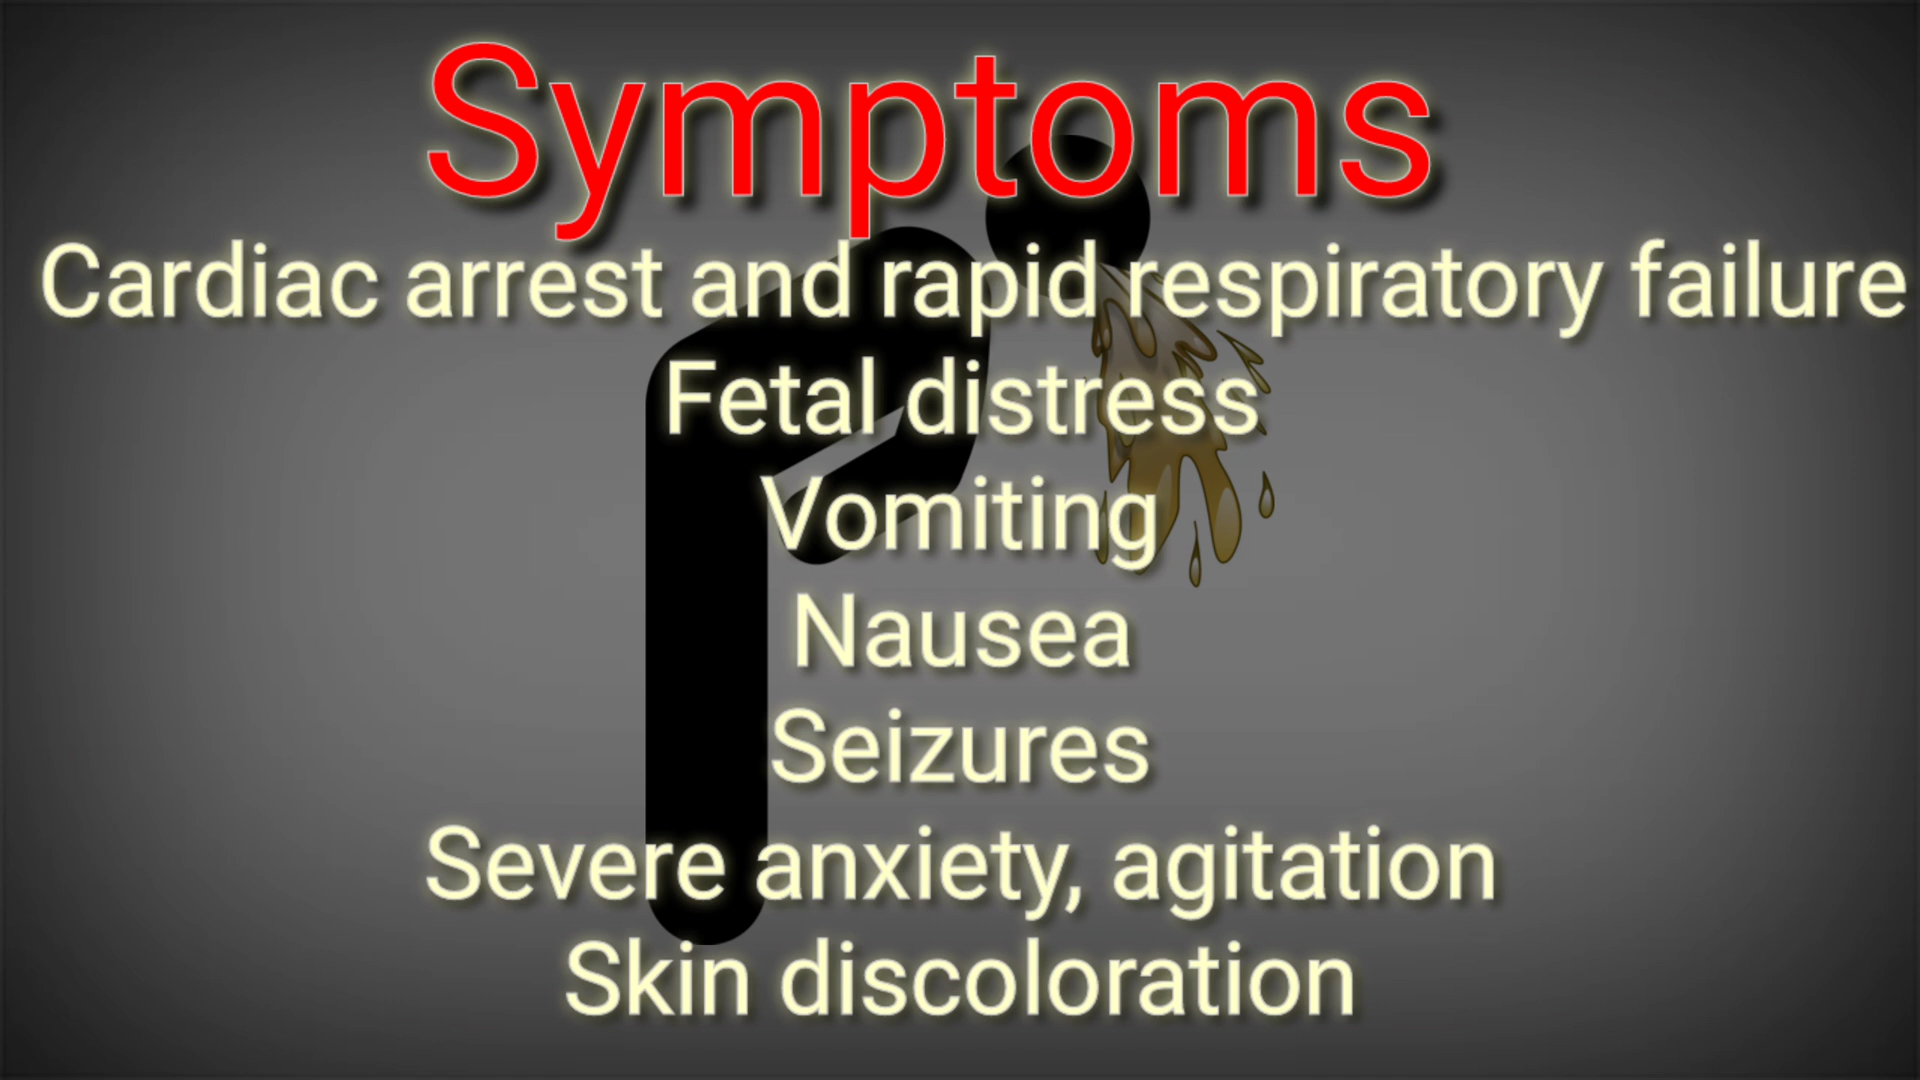 Symptoms
Cardiac arrest and rapid respiratory failure
Fetal distress
Vomiting
Nausea
Seizures
Severe anxiety, agitation
Skin discoloration